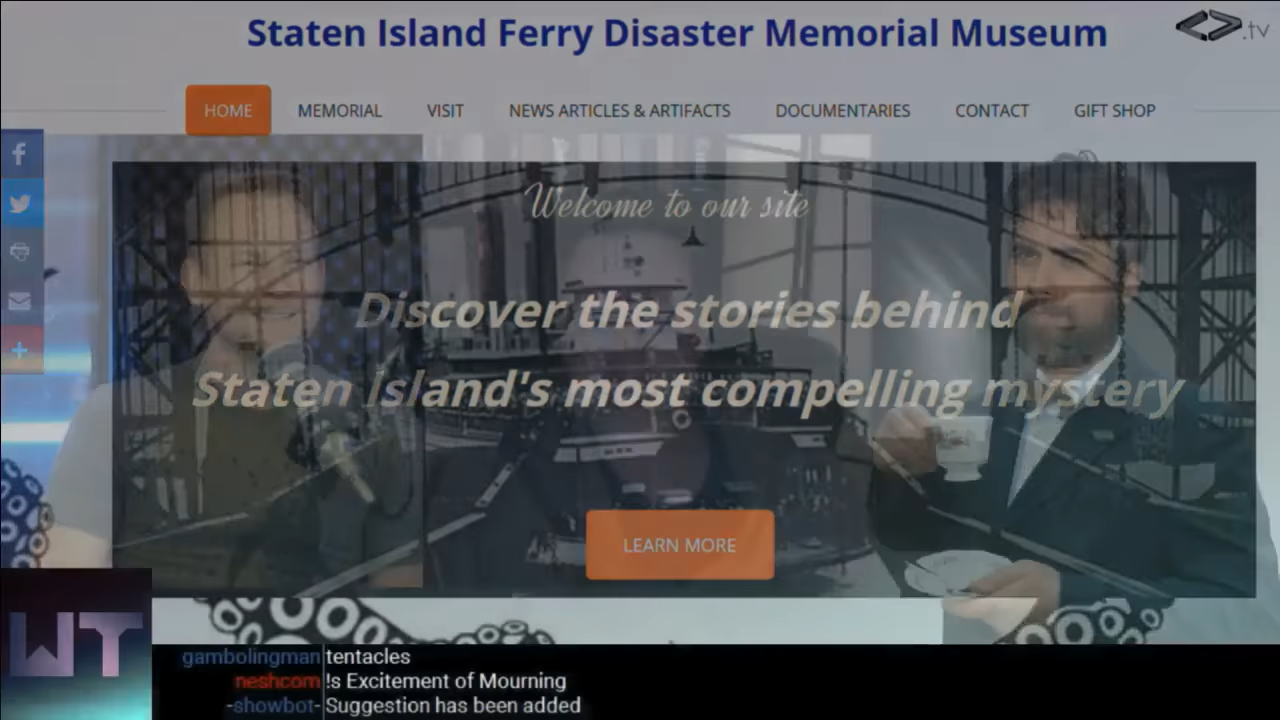 Staten Island Ferry Disaster Memorial Museum
<>.tv
HOME MEMORIAL VISIT NEWS ARTICLES & ARTIFACTS DOCUMENTARIES CONTACT GIFT SHOP
Welcome to our site
Discover the stories behind
Staten Island's most compelling mystery
LEARN MORE
WT
gambolingman tentacles
neshcom !s Excitement of Mourning
-showbot- Suggestion has been added